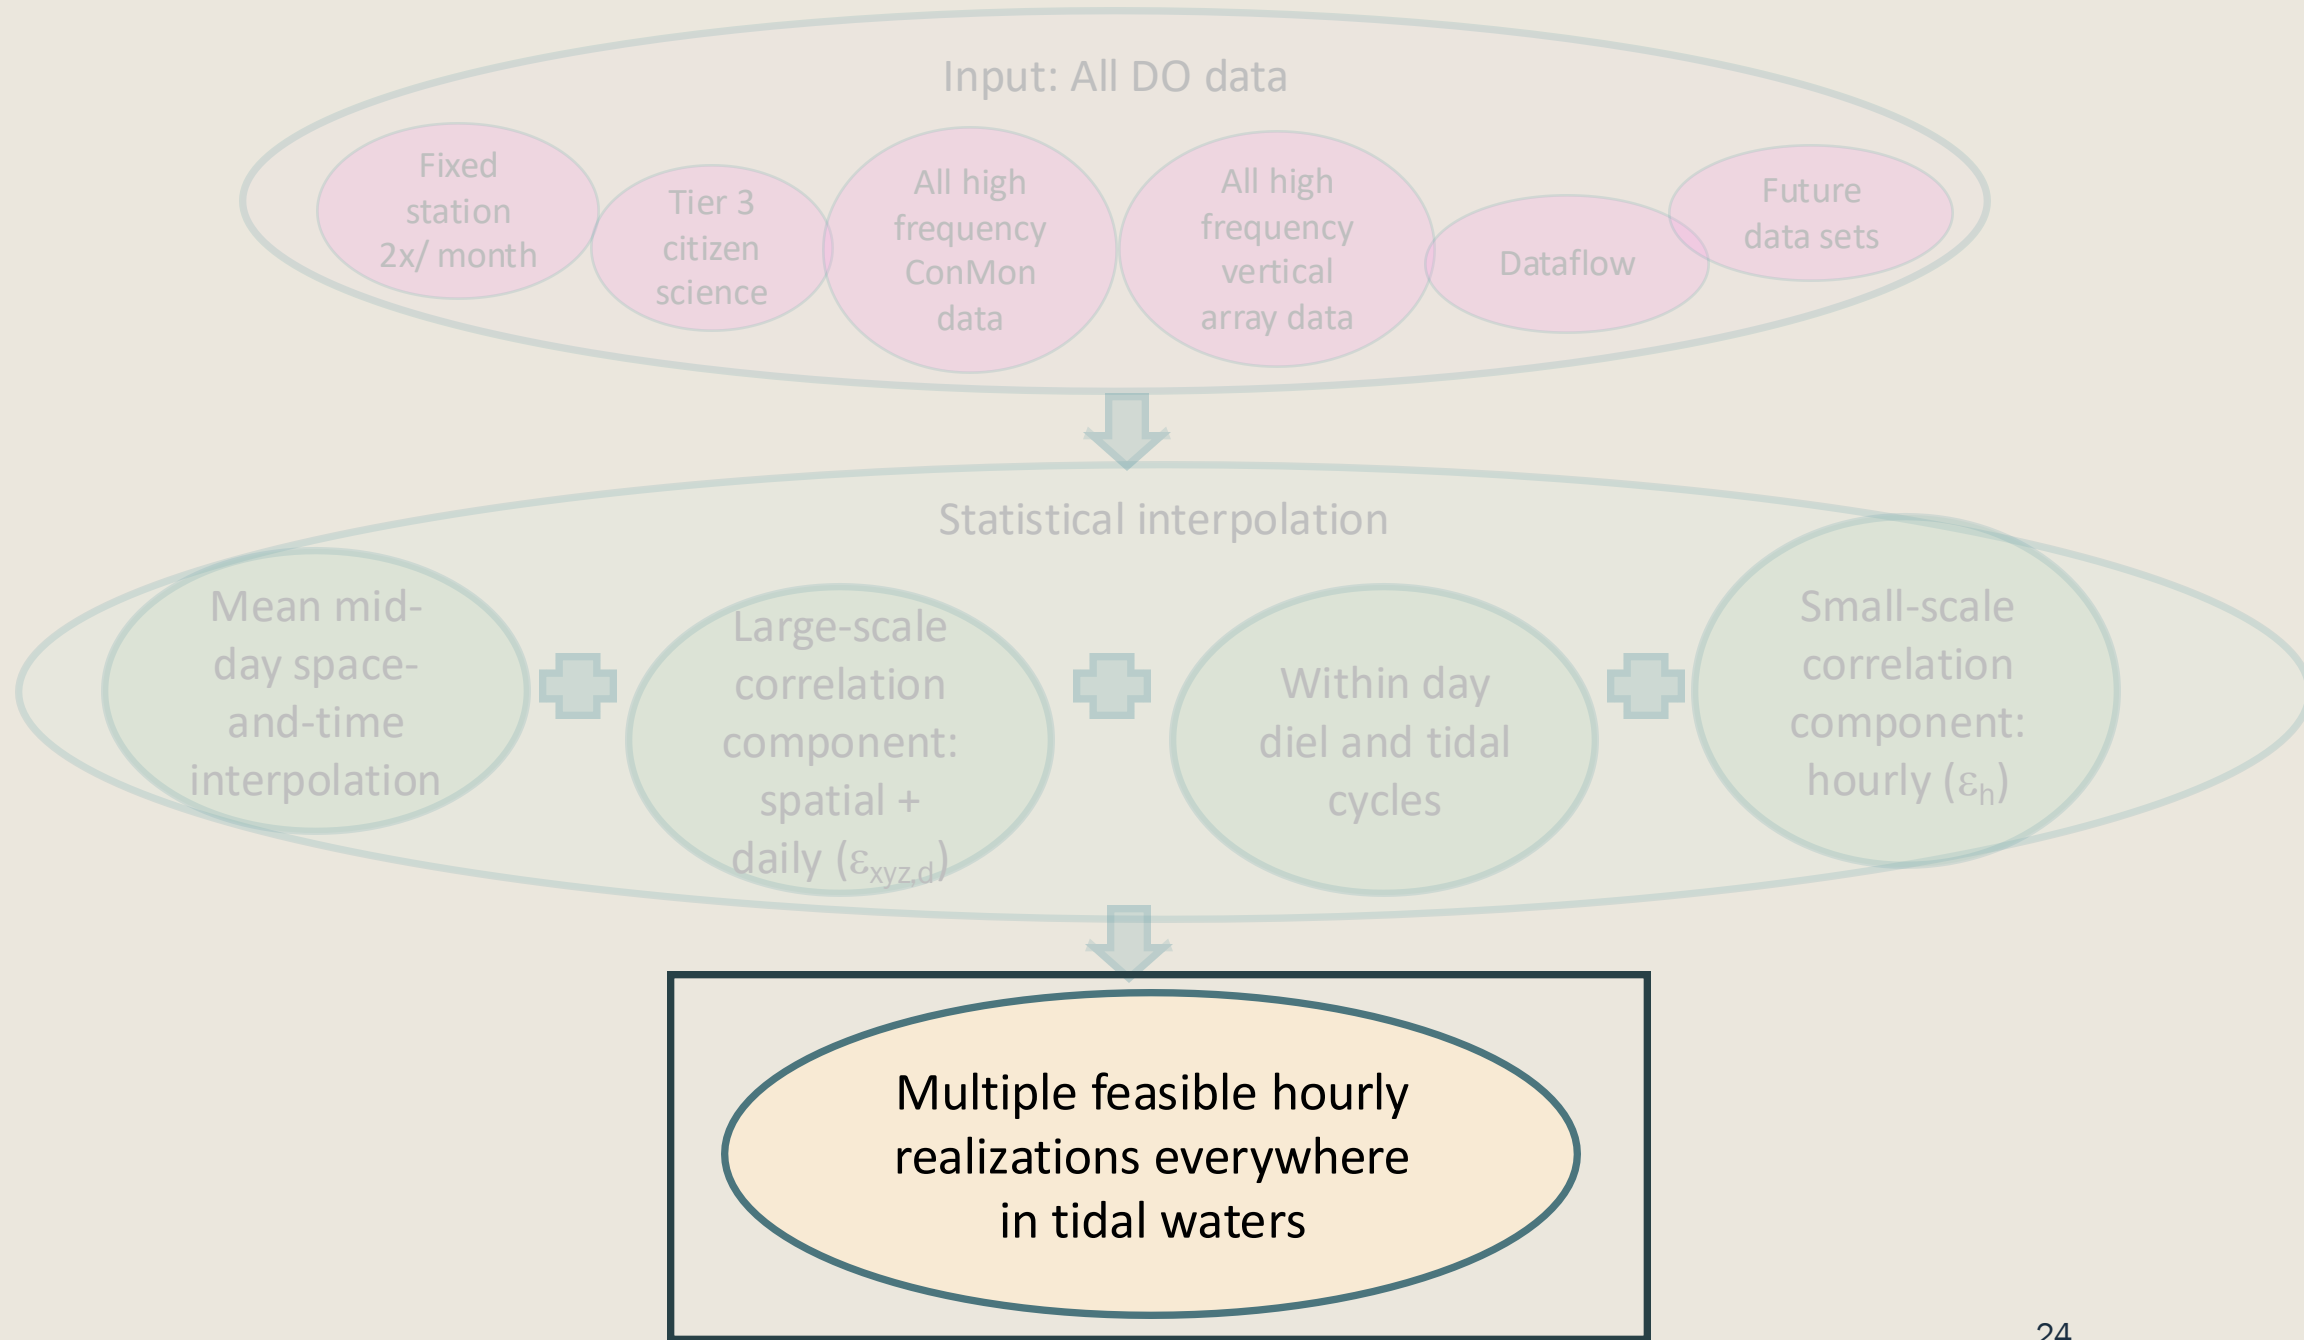 Input: All DO data
Fixed
station
2x/ month
Tier 3
citizen
science
All high
frequency
ConMon
data
All high
frequency
vertical
array data
Dataflow
Future
data sets
Statistical interpolation
Mean mid-
day space-
and-time
interpolation
Large-scale
correlation
component:
spatial +
daily (εxyz,d)
Within day
diel and tidal
cycles
Small-scale
correlation
component:
hourly (εh)
Multiple feasible hourly
realizations everywhere
in tidal waters
24